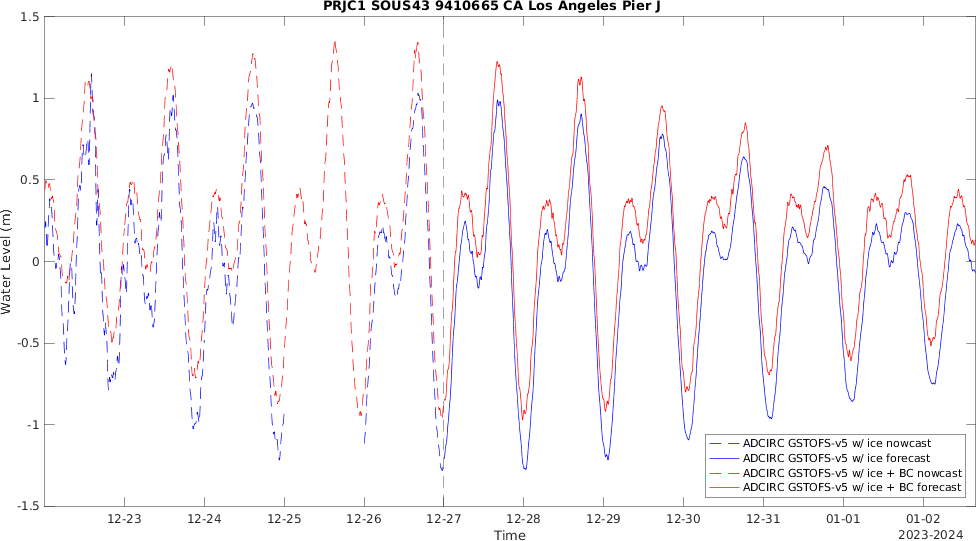 PRJC1 SOUS43 9410665 CA Los Angeles Pier J
1.5
1
0.5
0
-0.5
-1
-1.5
Water Level (m)
ADCIRC GSTOFS-v5 w/ ice nowcast
ADCIRC GSTOFS-v5 w/ ice forecast
ADCIRC GSTOFS-v5 w/ ice + BC nowcast
ADCIRC GSTOFS-v5 w/ ice + BC forecast
12-23 12-24 12-25 12-26 12-27 12-28 12-29 12-30 12-31 01-01 01-02
Time
2023-2024